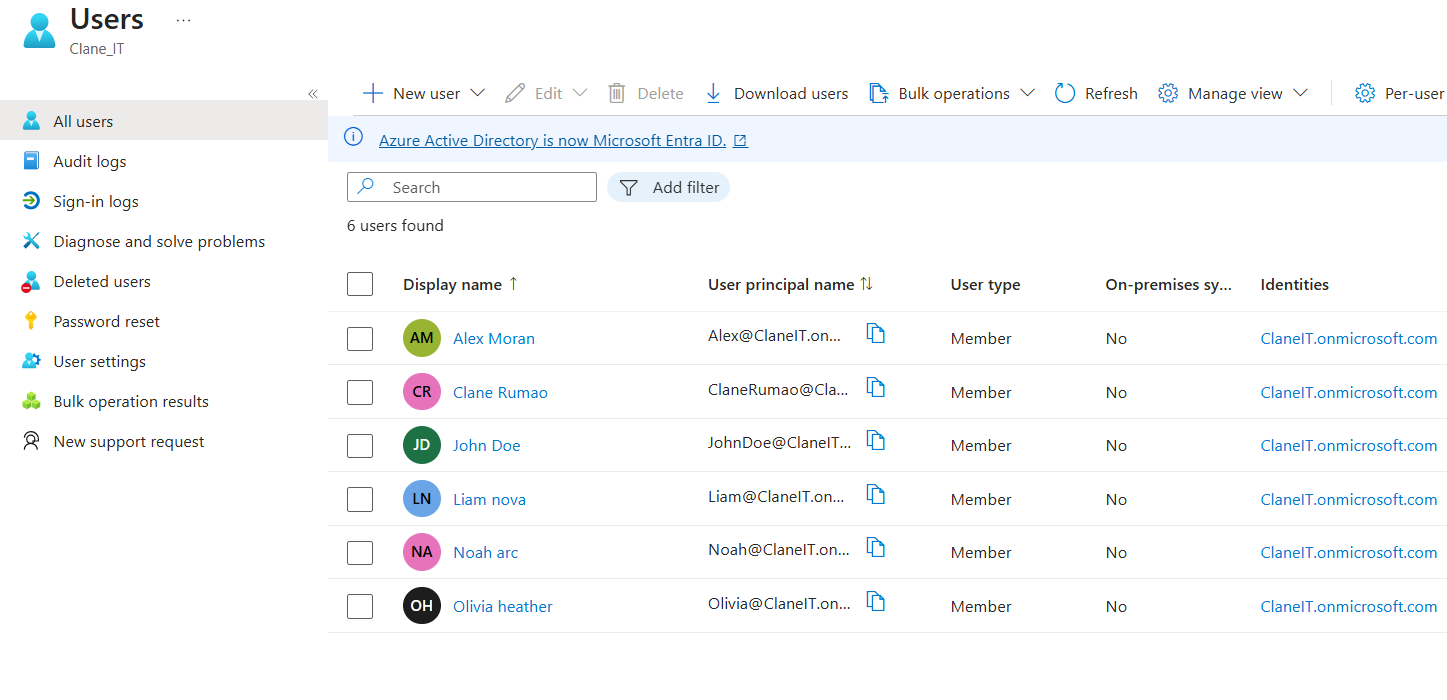 Users ...
Clane_IT
«
All users
Audit logs
Sign-in logs
Diagnose and solve problems
Deleted users
Password reset
User settings
Bulk operation results
New support request
New user Edit Delete Download users Bulk operations Refresh Manage view Per-user
Azure Active Directory is now Microsoft Entra ID.
Search Add filter
6 users found
Display name ↑ User principal name ↑↓ User type On-premises sy... Identities
AM Alex Moran Alex@ClaneIT.on... Member No ClaneIT.onmicrosoft.com
CR Clane Rumao ClaneRumao@Cla... Member No ClaneIT.onmicrosoft.com
JD John Doe JohnDoe@ClaneIT... Member No ClaneIT.onmicrosoft.com
LN Liam nova Liam@ClaneIT.on... Member No ClaneIT.onmicrosoft.com
NA Noah arc Noah@ClaneIT.on... Member No ClaneIT.onmicrosoft.com
OH Olivia heather Olivia@ClaneIT.on... Member No ClaneIT.onmicrosoft.com